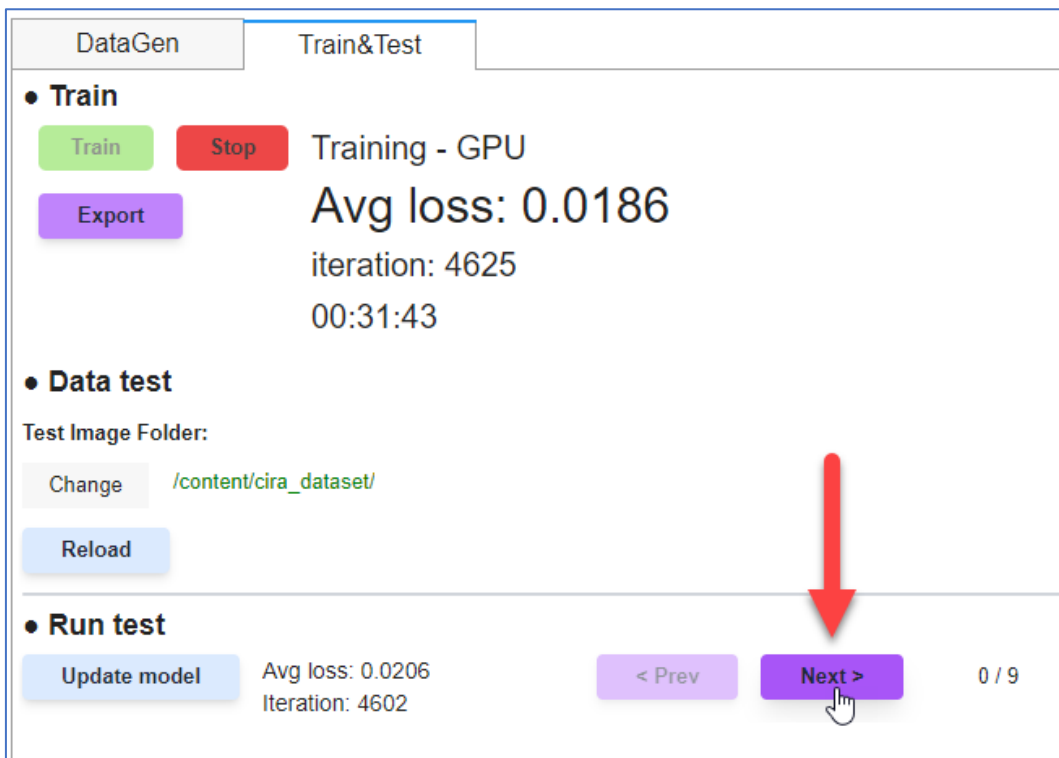 DataGen Train&Test
● Train
Train Stop Training - GPU
Export Avg loss: 0.0186
iteration: 4625
00:31:43
● Data test
Test Image Folder:
Change /content/cira_dataset/
Reload
● Run test
Update model Avg loss: 0.0206 < Prev Next > 0 / 9
Iteration: 4602